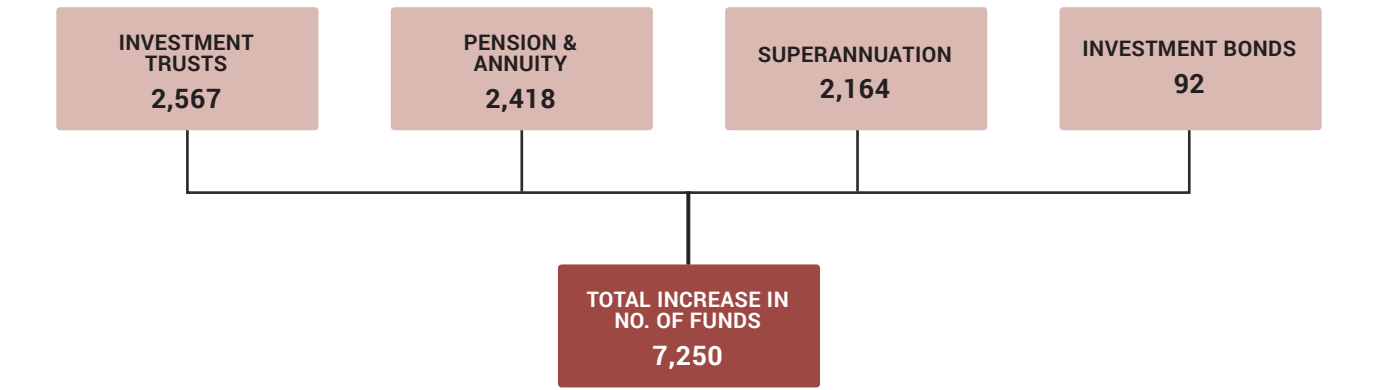 INVESTMENT
TRUSTS
2,567
PENSION &
ANNUITY
2,418
SUPERANNUATION
2,164
INVESTMENT BONDS
92
TOTAL INCREASE IN
NO. OF FUNDS
7,250